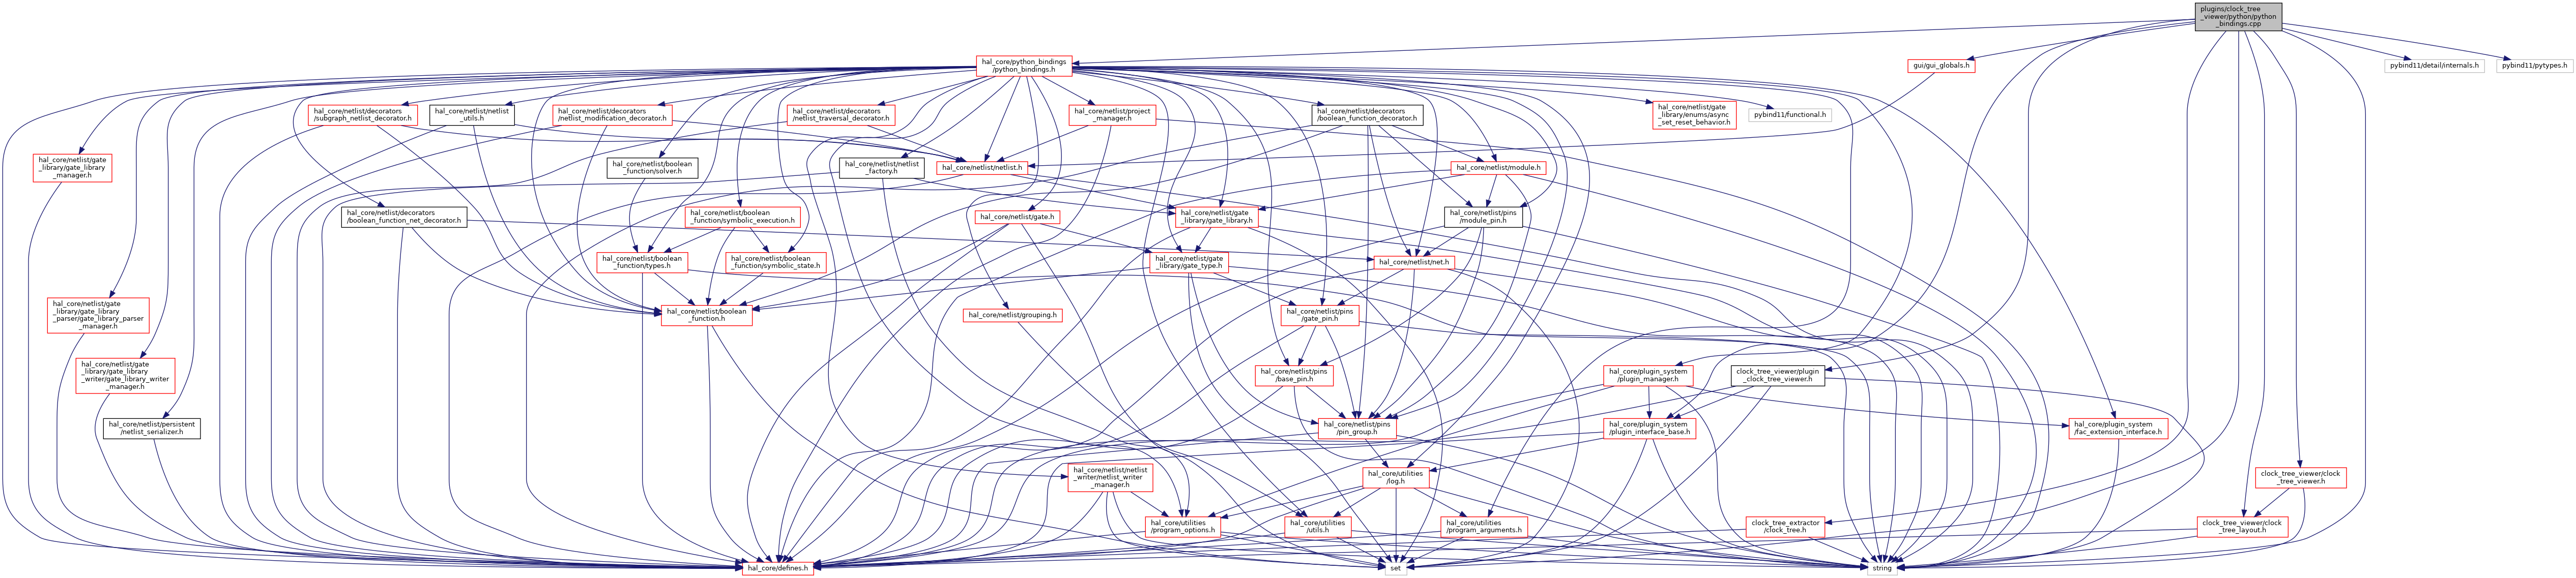 plugins/clock_tree
_viewer/python/python
_bindings.cpp
hal_core/python_bindings
/python_bindings.h
gui/gui_globals.h
pybind11/detail/internals.h
pybind11/pytypes.h
hal_core/netlist/decorators
/subgraph_netlist_decorator.h
hal_core/netlist/netlist
_utils.h
hal_core/netlist/decorators
/netlist_modification_decorator.h
hal_core/netlist/decorators
/netlist_traversal_decorator.h
hal_core/netlist/project
_manager.h
hal_core/netlist/decorators
/boolean_function_decorator.h
hal_core/netlist/gate
_library/enums/async
_set_reset_behavior.h
pybind11/functional.h
hal_core/netlist/gate
_library/gate_library
_manager.h
hal_core/netlist/boolean
_function/solver.h
hal_core/netlist/netlist
_factory.h
hal_core/netlist/netlist.h
hal_core/netlist/module.h
hal_core/netlist/decorators
/boolean_function_net_decorator.h
hal_core/netlist/boolean
_function/symbolic_execution.h
hal_core/netlist/gate.h
hal_core/netlist/gate
_library/gate_library.h
hal_core/netlist/pins
/module_pin.h
hal_core/netlist/boolean
_function/types.h
hal_core/netlist/boolean
_function/symbolic_state.h
hal_core/netlist/gate
_library/gate_type.h
hal_core/netlist/net.h
hal_core/netlist/gate
_library/gate_library
_parser/gate_library_parser
_manager.h
hal_core/netlist/boolean
_function.h
hal_core/netlist/grouping.h
hal_core/netlist/pins
/gate_pin.h
hal_core/netlist/gate
_library/gate_library
_writer/gate_library_writer
_manager.h
hal_core/netlist/pins
/base_pin.h
hal_core/plugin_system
/plugin_manager.h
clock_tree_viewer/plugin
_clock_tree_viewer.h
hal_core/netlist/persistent
/netlist_serializer.h
hal_core/netlist/pins
/pin_group.h
hal_core/plugin_system
/plugin_interface_base.h
hal_core/plugin_system
/fac_extension_interface.h
hal_core/netlist/netlist
_writer/netlist_writer
_manager.h
hal_core/utilities
/log.h
clock_tree_viewer/clock
_tree_viewer.h
hal_core/utilities
/program_options.h
hal_core/utilities
/utils.h
hal_core/utilities
/program_arguments.h
clock_tree_extractor
/clock_tree.h
clock_tree_viewer/clock
_tree_layout.h
hal_core/defines.h
set
string